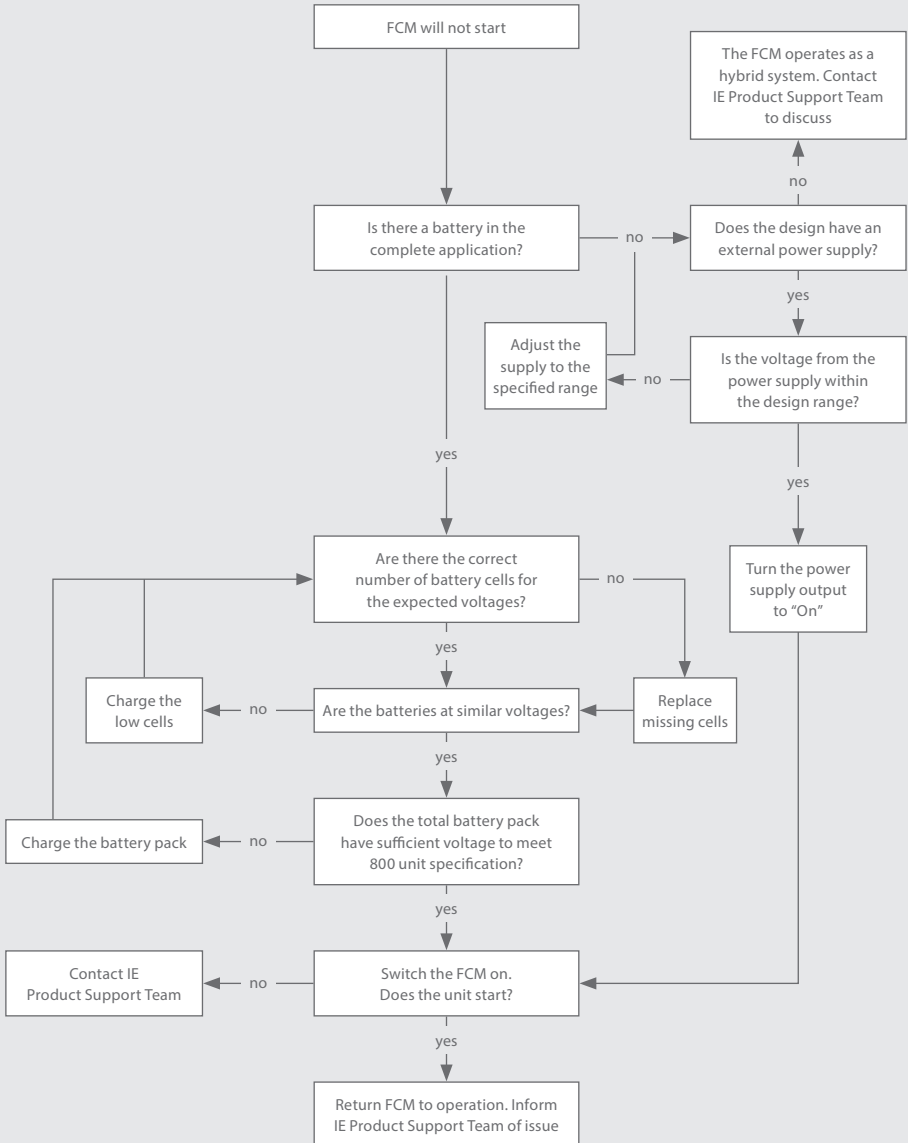 FCM will not start
The FCM operates as a
hybrid system. Contact
IE Product Support Team
to discuss
no
Is there a battery in the
complete application?
no
Does the design have an
external power supply?
yes
Adjust the
supply to the
specified range
no
Is the voltage from the
power supply within
the design range?
yes
yes
Are there the correct
number of battery cells for
the expected voltages?
no
Turn the power
supply output
to “On”
yes
Charge the
low cells
no
Are the batteries at similar voltages?
Replace
missing cells
yes
Charge the battery pack
no
Does the total battery pack
have sufficient voltage to meet
800 unit specification?
yes
Contact IE
Product Support Team
no
Switch the FCM on.
Does the unit start?
yes
Return FCM to operation. Inform
IE Product Support Team of issue